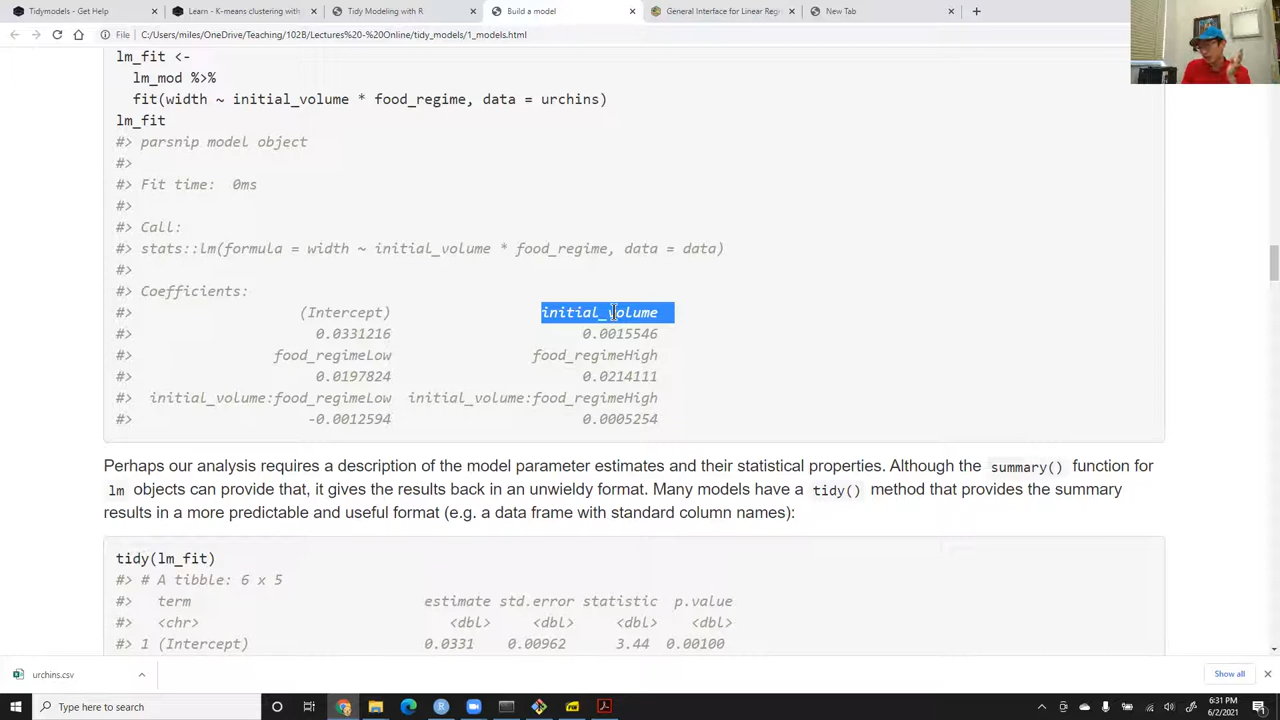 Tidymodels - Get Help
Learn - K-means clustering with
Tidy Modeling with R
Build a model
General Interface for Linear Regr
New Tab
C:/Users/miles/OneDrive/Teaching/102B/Lectures%20-%20Online/tidy_models/1_models.html
lm_fit <-
lm_mod %>%
fit(width ~ initial_volume * food_regime, data = urchins)
lm_fit
#> parsnip model object
#>
#> Fit time:  0ms
#>
#> Call:
#> stats::lm(formula = width ~ initial_volume * food_regime, data = data)
#>
#> Coefficients:
#> (Intercept) initial_volume
#> 0.0331216 0.0015546
#> food_regimeLow food_regimeHigh
#> 0.0197824 0.0214111
#> initial_volume:food_regimeLow initial_volume:food_regimeHigh
#> -0.0012594 0.0005254
Perhaps our analysis requires a description of the model parameter estimates and their statistical properties. Although the summary() function for
lm objects can provide that, it gives the results back in an unwieldy format. Many models have a tidy() method that provides the summary
results in a more predictable and useful format (e.g. a data frame with standard column names):
tidy(lm_fit)
#> # A tibble: 6 x 5
#> term estimate std.error statistic p.value
#> <chr> <dbl> <dbl> <dbl> <dbl>
#> 1 (Intercept) 0.0331 0.00962 3.44 0.00100
urchins.csv
Show all
Type here to search
6:31 PM
6/2/2021